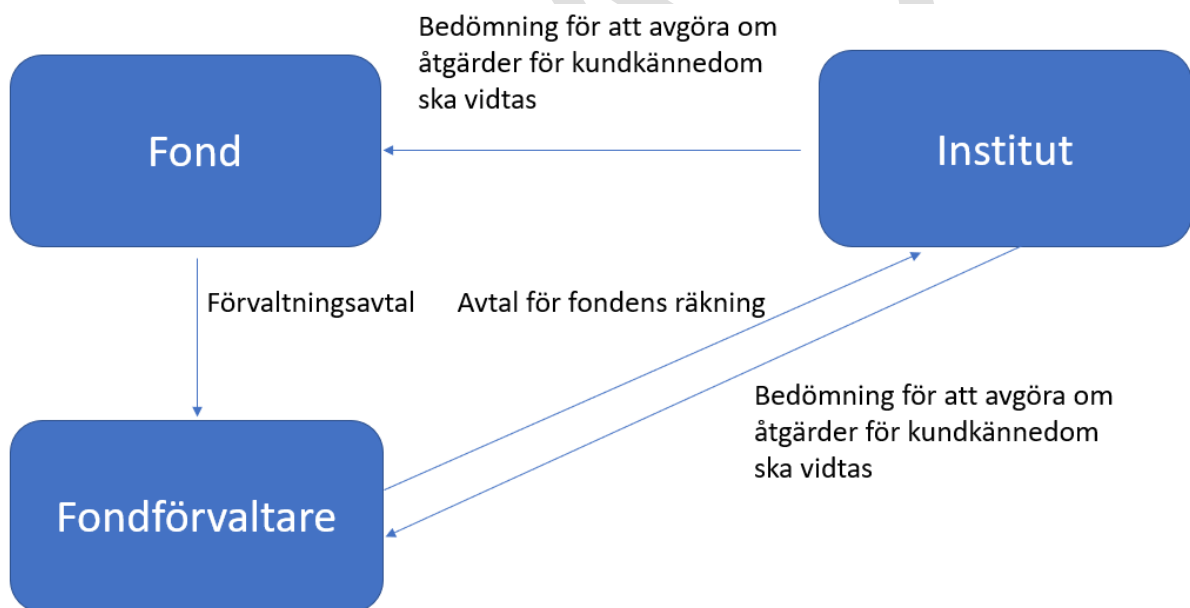 Bedömning för att avgöra om
åtgärder för kundkännedom
ska vidtas
Fond
Institut
Förvaltningsavtal
Avtal för fondens räkning
Bedömning för att avgöra om
åtgärder för kundkännedom
ska vidtas
Fondförvaltare